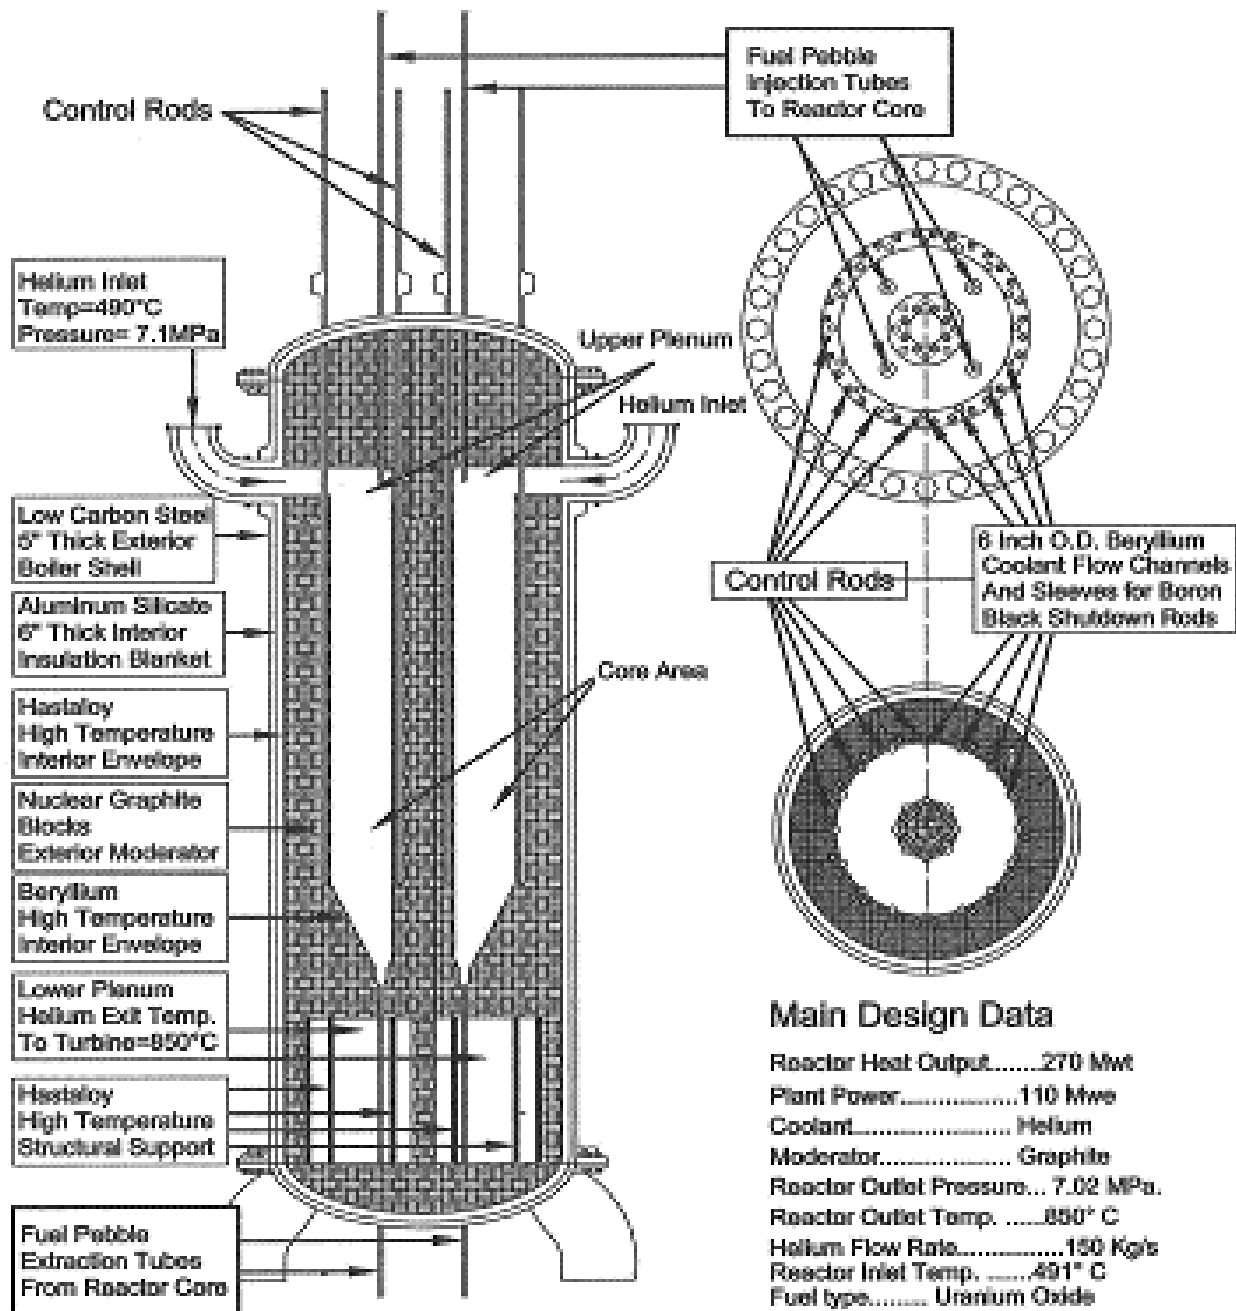 Fuel Pebble
Injection Tubes
To Reactor Core
Control Rods
Helium Inlet
Temp=490°C
Pressure= 7.1MPa
Upper Plenum
Helium Inlet
Low Carbon Steel
5" Thick Exterior
Boiler Shell
Aluminum Silicate
6" Thick Interior
Insulation Blanket
Hastaloy
High Temperature
Interior Envelope
Nuclear Graphite
Blocks
Exterior Moderator
Beryllium
High Temperature
Interior Envelope
Lower Plenum
Helium Exit Temp.
To Turbine=850°C
Hastaloy
High Temperature
Structural Support
Fuel Pebble
Extraction Tubes
From Reactor Core
Core Area
Control Rods
6 Inch O.D. Beryllium
Coolant Flow Channels
And Sleeves for Boron
Black Shutdown Rods
Main Design Data
Reactor Heat Output.......270 Mwt
Plant Power.................110 Mwe
Coolant....................... Helium
Moderator................... Graphite
Reactor Outlet Pressure... 7.02 MPa.
Reactor Outlet Temp. ......850° C
Helium Flow Rate...............150 Kg/s
Reactor Inlet Temp. .......491° C
Fuel type......... Uranium Oxide